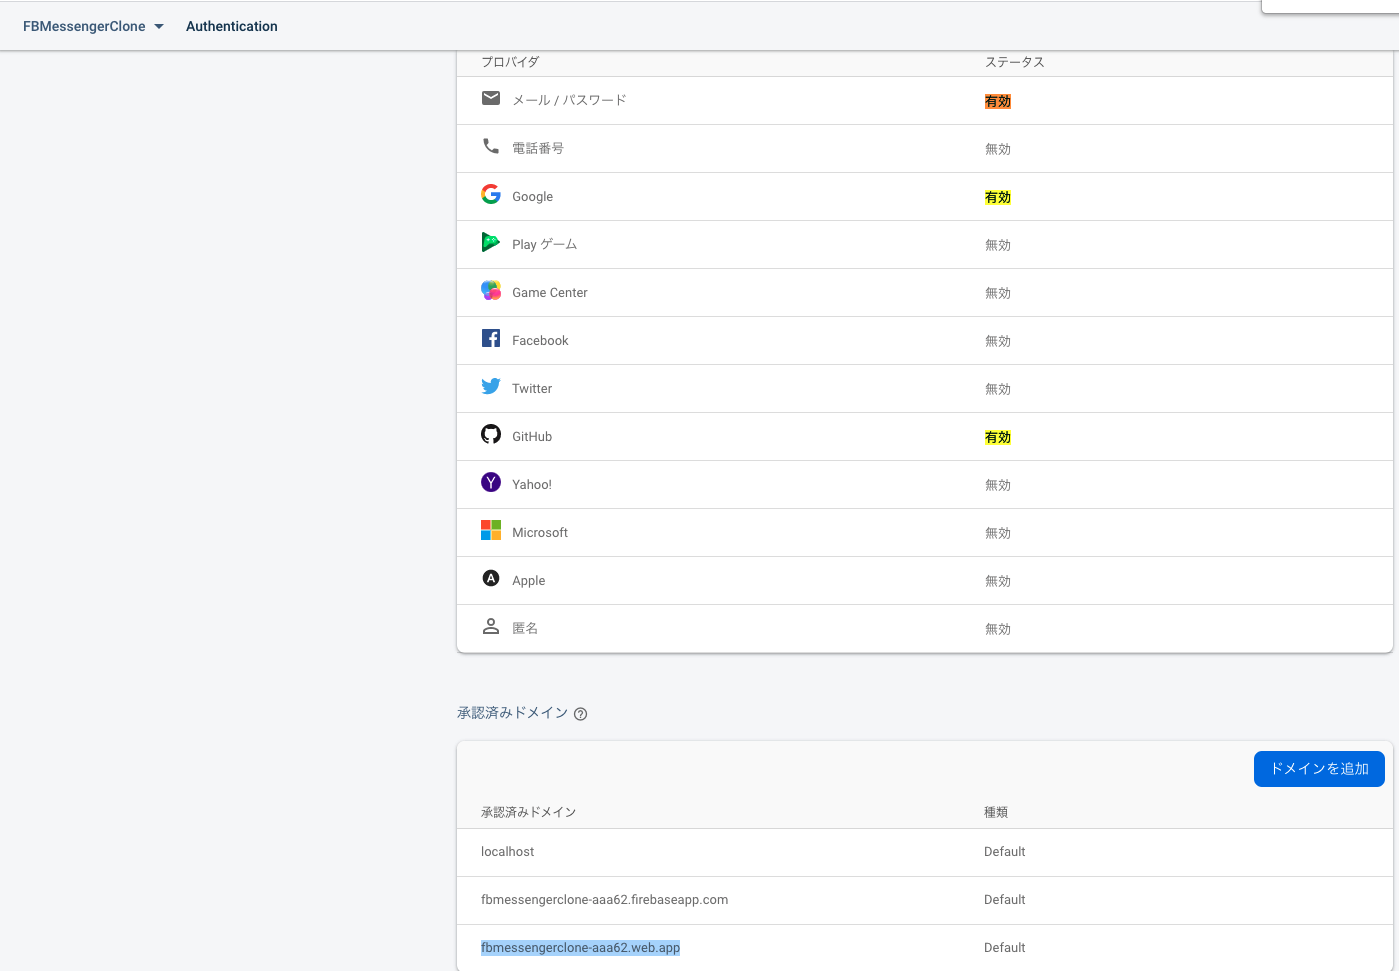 FBMessengerClone Authentication
プロバイダ ステータス
メール / パスワード 有効
電話番号 無効
Google 有効
Play ゲーム 無効
Game Center 無効
Facebook 無効
Twitter 無効
GitHub 有効
Yahoo! 無効
Microsoft 無効
Apple 無効
匿名 無効
承認済みドメイン
ドメインを追加
承認済みドメイン 種類
localhost Default
fbmessengerclone-aaa62.firebaseapp.com Default
fbmessengerclone-aaa62.web.app Default